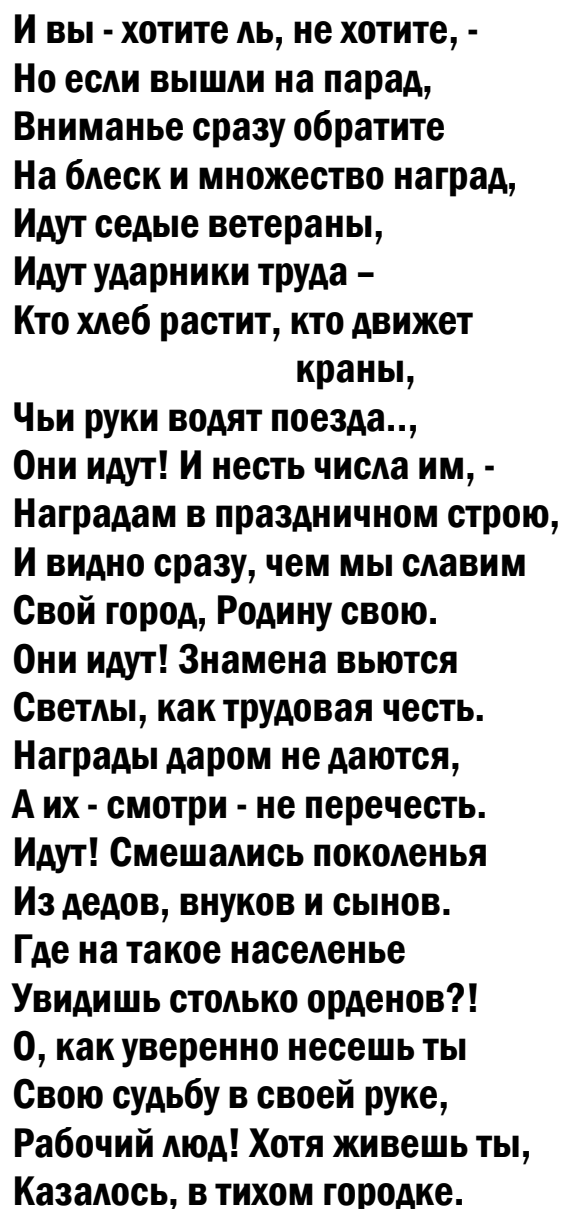 И вы - хотите ль, не хотите, -
Но если вышли на парад,
Вниманье сразу обратите
На блеск и множество наград,
Идут седые ветераны,
Идут ударники труда –
Кто хлеб растит, кто движет
краны,
Чьи руки водят поезда..,
Они идут! И несть числа им, -
Наградам в праздничном строю,
И видно сразу, чем мы славим
Свой город, Родину свою.
Они идут! Знамена вьются
Светлы, как трудовая честь.
Награды даром не даются,
А их - смотри - не перечесть.
Идут! Смешались поколенья
Из дедов, внуков и сынов.
Где на такое населенье
Увидишь столько орденов?!
О, как уверенно несешь ты
Свою судьбу в своей руке,
Рабочий люд! Хотя живешь ты,
Казалось, в тихом городке.